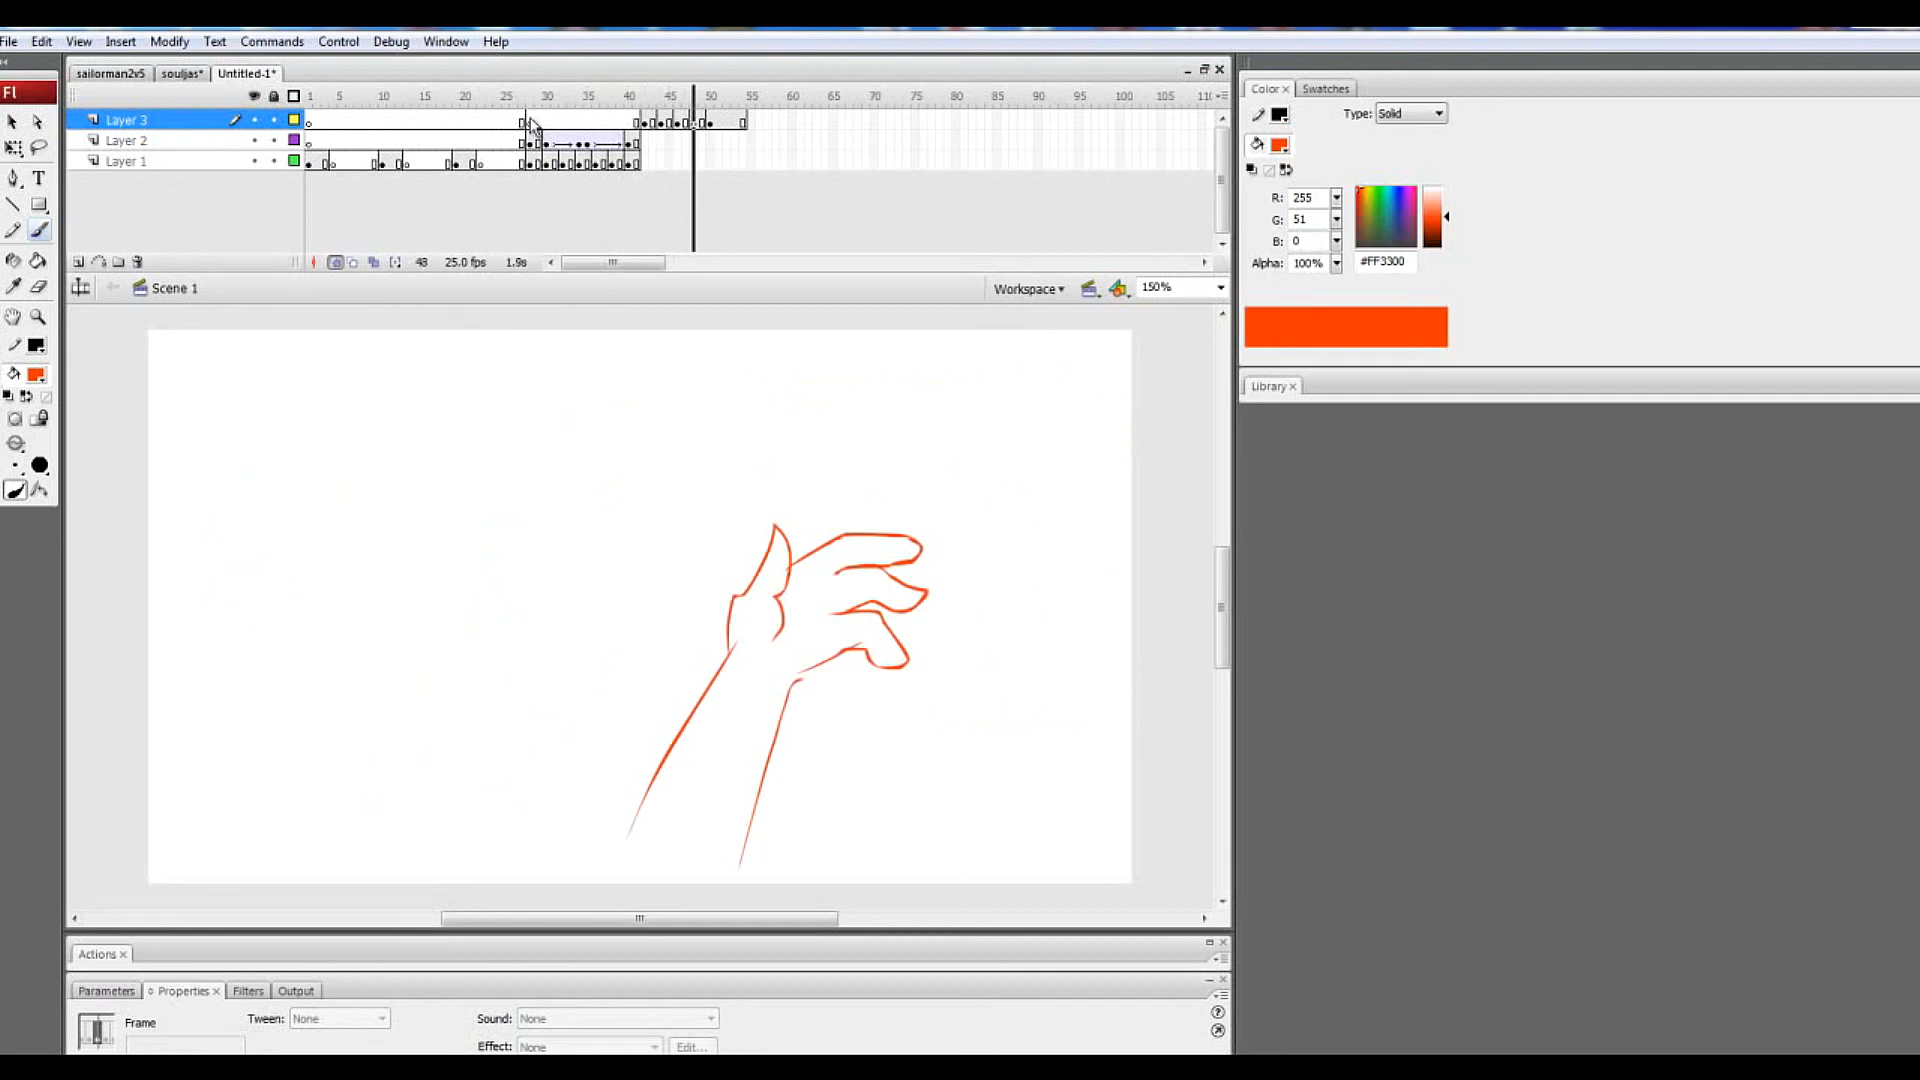 File Edit View Insert Modify Text Commands Control Debug Window Help
sailorman2v5 souljas* Untitled-1*
Fl
1 5 10 15 20 25 30 35 40 45 50 55 60 65 70 75 80 85 90 95 100 105
Layer 3
Layer 2
Layer 1
48 25.0 fps 1.9s
Scene 1
Workspace 150%
Color Swatches
Type: Solid
R: 255
G: 51
B: 0
Alpha: 100% #FF3300
Library
Actions
Parameters Properties Filters Output
Frame Tween: None Sound: None
Effect: None Edit...